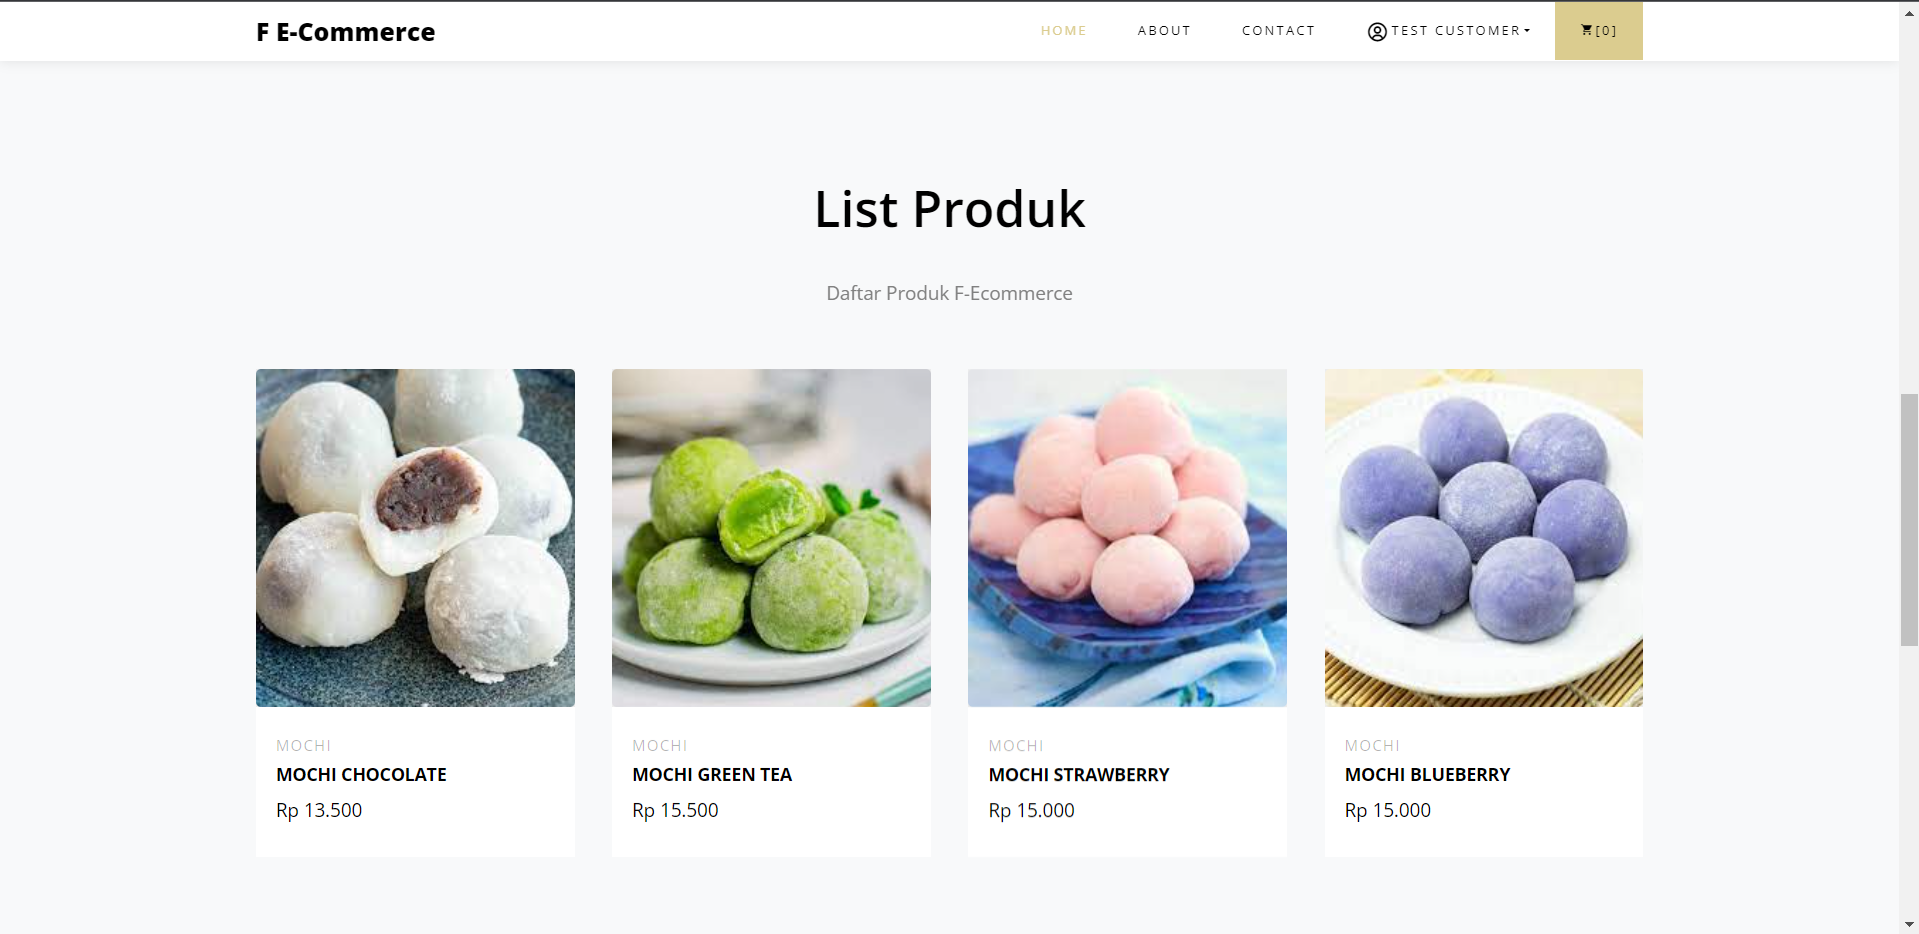 F E-Commerce
HOME
ABOUT
CONTACT
TEST CUSTOMER
[0]
List Produk
Daftar Produk F-Ecommerce
MOCHI
MOCHI CHOCOLATE
Rp 13.500
MOCHI
MOCHI GREEN TEA
Rp 15.500
MOCHI
MOCHI STRAWBERRY
Rp 15.000
MOCHI
MOCHI BLUEBERRY
Rp 15.000